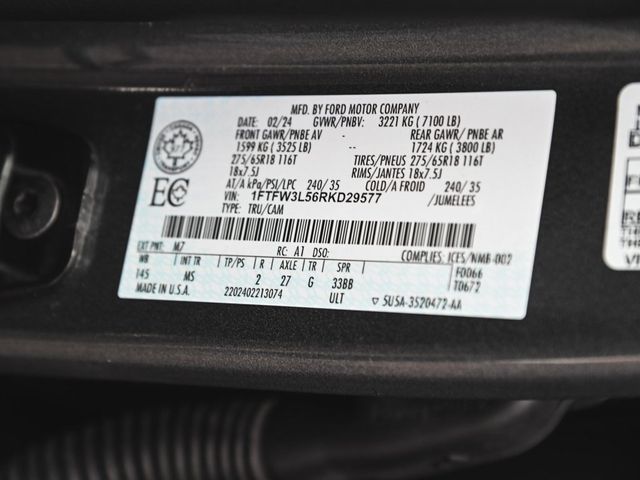 MFD. BY FORD MOTOR COMPANY
DATE: 02/24 GVWR/PNBV: 3221 KG ( 7100 LB)
FRONT GAWR/PNBE AV REAR GAWR/ PNBE AR
1599 KG ( 3525 LB) 1724 KG ( 3800 LB)
275/65R18 116T TIRES/PNEUS 275/65R18 116T
18x7.5J RIMS/JANTES 18x7.5J
AT/A kPa/PSI/LPC 240/ 35 COLD/A FROID 240/ 35
VIN: 1FTFW3L56RKD29577 /JUMELEES
TYPE: TRU/CAM
EC
EXT PNT: M7 RC: A1 DSO: COMPLIES: ICES/NMB-002
WB INT TR TP/PS R AXLE TR SPR F0066
145 MS 2 27 G 33BB T0672
MADE IN U.S.A. 2202402213074 ULT ▽ 5USA-3520472-AA